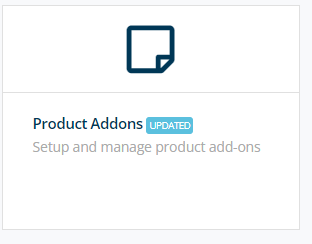 Product Addons UPDATED
Setup and manage product add-ons